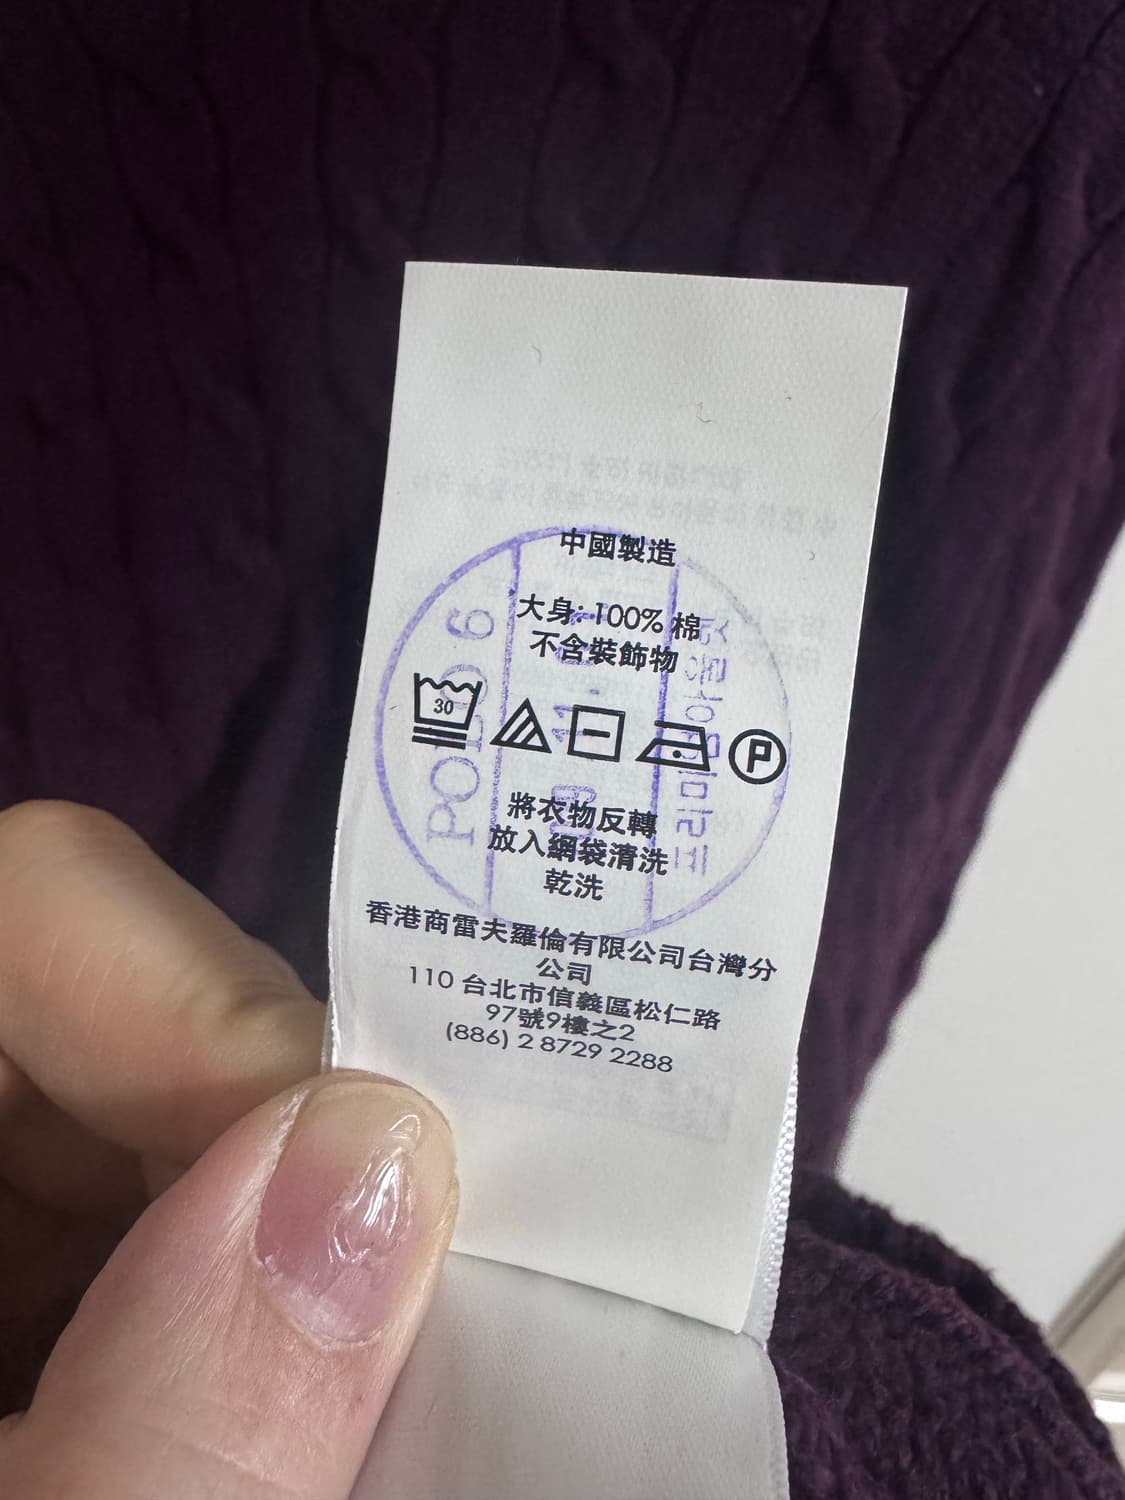 中國製造
大身: 100% 棉
不含裝飾物
30
P
將衣物反轉
放入網袋清洗
乾洗
香港商雷夫羅倫有限公司台灣分
公司
110 台北市信義區松仁路
97號9樓之2
(886) 2 8729 2288
POLO 6